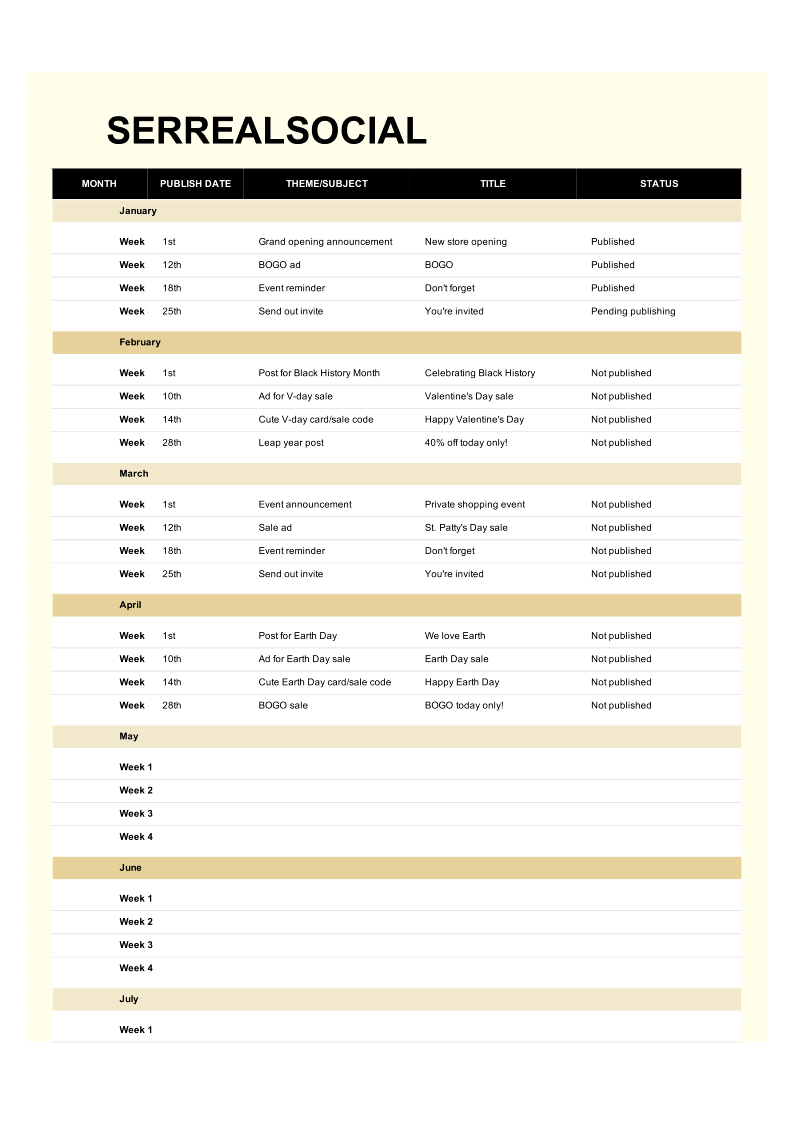 SERREALSOCIAL
MONTH PUBLISH DATE THEME/SUBJECT TITLE STATUS
January
Week 1st Grand opening announcement New store opening Published
Week 12th BOGO ad BOGO Published
Week 18th Event reminder Don't forget Published
Week 25th Send out invite You're invited Pending publishing
February
Week 1st Post for Black History Month Celebrating Black History Not published
Week 10th Ad for V-day sale Valentine's Day sale Not published
Week 14th Cute V-day card/sale code Happy Valentine's Day Not published
Week 28th Leap year post 40% off today only! Not published
March
Week 1st Event announcement Private shopping event Not published
Week 12th Sale ad St. Patty's Day sale Not published
Week 18th Event reminder Don't forget Not published
Week 25th Send out invite You're invited Not published
April
Week 1st Post for Earth Day We love Earth Not published
Week 10th Ad for Earth Day sale Earth Day sale Not published
Week 14th Cute Earth Day card/sale code Happy Earth Day Not published
Week 28th BOGO sale BOGO today only! Not published
May
Week 1
Week 2
Week 3
Week 4
June
Week 1
Week 2
Week 3
Week 4
July
Week 1